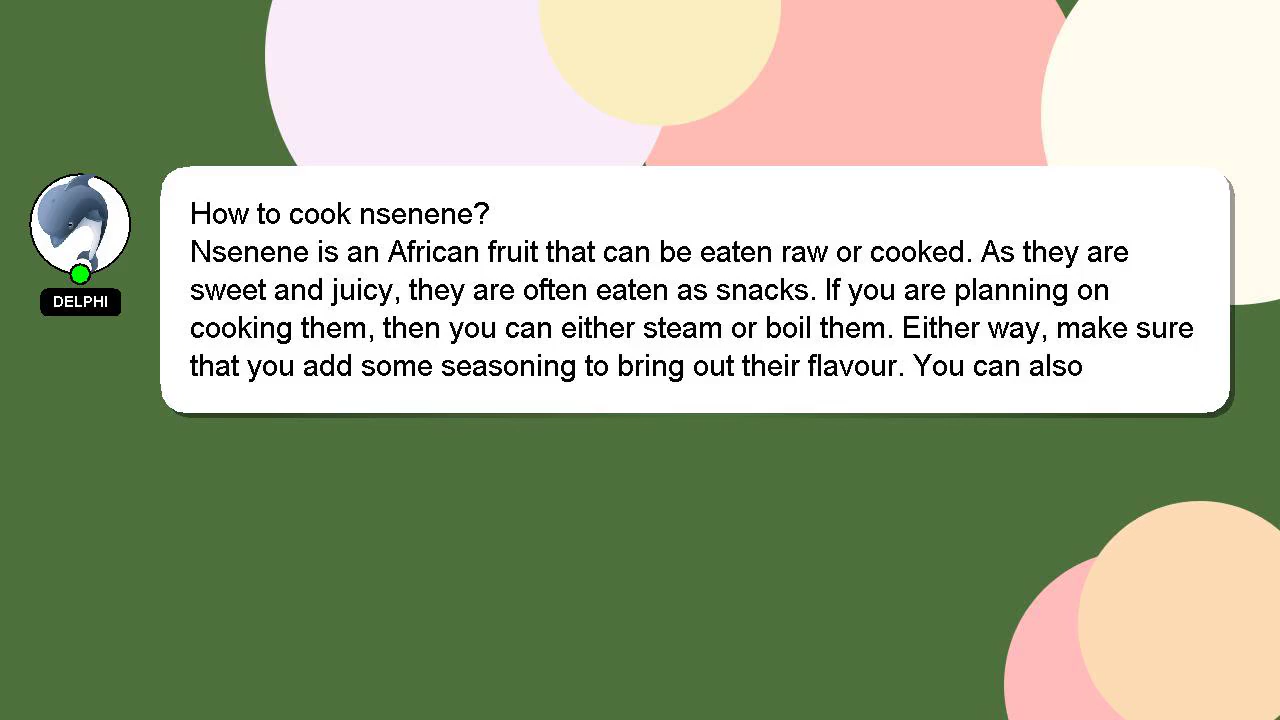 How to cook nsenene?
Nsenene is an African fruit that can be eaten raw or cooked. As they are
sweet and juicy, they are often eaten as snacks. If you are planning on
cooking them, then you can either steam or boil them. Either way, make sure
that you add some seasoning to bring out their flavour. You can also
DELPHI